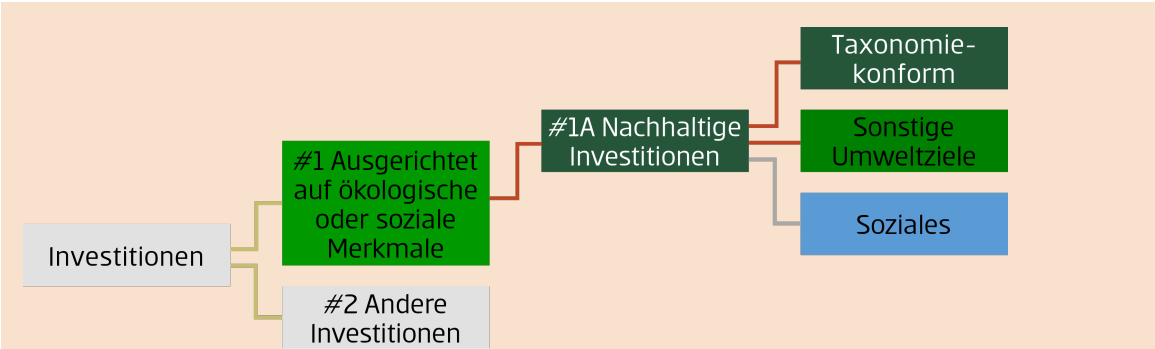 Investitionen
#1 Ausgerichtet
auf ökologische
oder soziale
Merkmale
#2 Andere
Investitionen
#1A Nachhaltige
Investitionen
Taxonomie-
konform
Sonstige
Umweltziele
Soziales